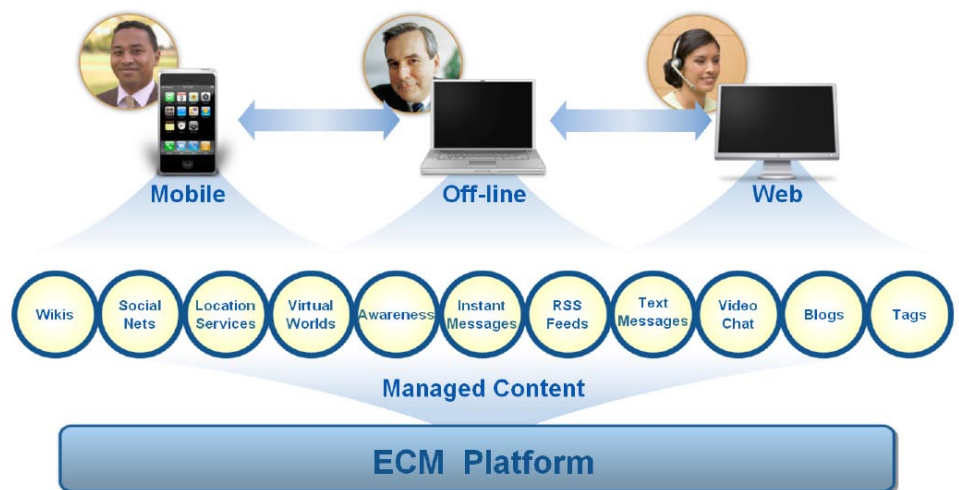 Mobile
Off-line
Web
Wikis
Social
Nets
Location
Services
Virtual
Worlds
Awareness
Instant
Messages
RSS
Feeds
Text
Messages
Video
Chat
Blogs
Tags
Managed Content
ECM Platform